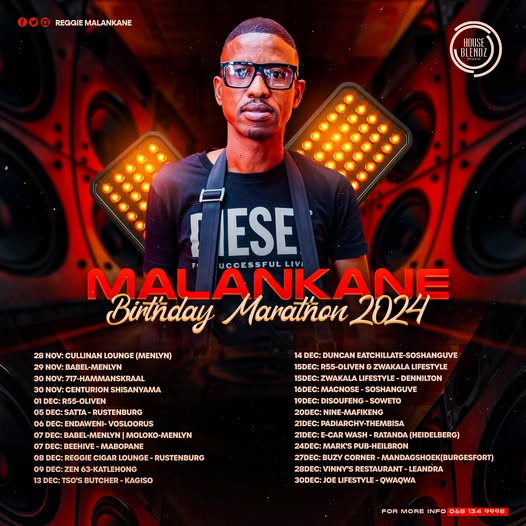 REGGIE MALANKANE
HOUSE
BLENDZ
DIESEL
FOR SUCCESSFUL LIVING
MALANKANE
Birthday Marathon 2024
28 NOV: CULLINAN LOUNGE (MENLYN)
29 NOV: BABEL-MENLYN
30 NOV: 717-HAMMANSKRAAL
30 NOV: CENTURION SHISANYAMA
01 DEC: R55-OLIVEN
05 DEC: SATTA - RUSTENBURG
06 DEC: ENDAWENI- VOSLOORUS
07 DEC: BABEL-MENLYN | MOLOKO-MENLYN
07 DEC: BEEHIVE - MABOPANE
08 DEC: REGGIE CIGAR LOUNGE - RUSTENBURG
09 DEC: ZEN 63-KATLEHONG
13 DEC: TSO'S BUTCHER - KAGISO
14 DEC: DUNCAN EATCHILLATE-SOSHANGUVE
15DEC: R55-OLIVEN & ZWAKALA LIFESTYLE
15DEC: ZWAKALA LIFESTYLE - DENNILTON
16DEC: MACNOSE - SOSHANGUVE
19DEC: DISOUFENG - SOWETO
20DEC: NINE-MAFIKENG
21DEC: PADIARCHY-THEMBISA
21DEC: E-CAR WASH - RATANDA (HEIDELBERG)
24DEC: MARK'S PUB-HEILBRON
27DEC: BUZY CORNER - MANDAGSHOEK(BURGESFORT)
28DEC: VINNY'S RESTAURANT - LEANDRA
30DEC: JOE LIFESTYLE - QWAQWA
FOR MORE INFO 068 134 9998